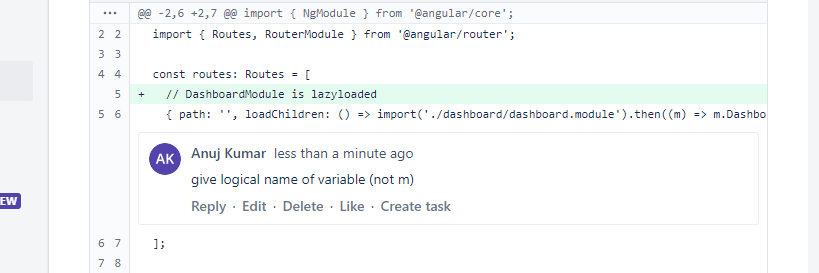 ··· @@ -2,6 +2,7 @@ import { NgModule } from '@angular/core';
2 2 import { Routes, RouterModule } from '@angular/router';
3 3
4 4 const routes: Routes = [
5 + // DashboardModule is lazyloaded
5 6 { path: '', loadChildren: () => import('./dashboard/dashboard.module').then((m) => m.Dashbo
AK Anuj Kumar less than a minute ago
give logical name of variable (not m)
Reply · Edit · Delete · Like · Create task
EW
6 7 ];
7 8